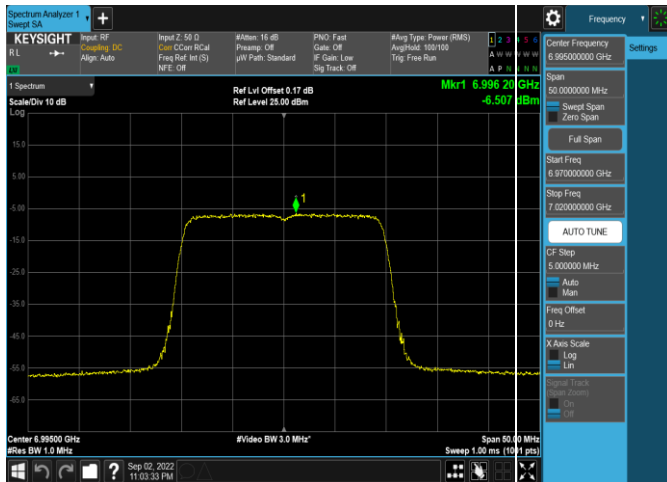 Spectrum Analyzer 1
Swept SA
+
Frequency
KEYSIGHT
RL
Input: RF
Coupling: DC
Align: Auto
Input Z: 50 Ω
Corr CCorr RCal
Freq Ref: Int (S)
NFE: Off
#Atten: 16 dB
Preamp: Off
µW Path: Standard
PNO: Fast
Gate: Off
IF Gain: Low
Sig Track: Off
#Avg Type: Power (RMS)
Avg|Hold: 100/100
Trig: Free Run
1 2 3 4 5 6
A W W W W W
A P N N N N
1 Spectrum
Scale/Div 10 dB
Log
Ref Lvl Offset 0.17 dB
Ref Level 25.00 dBm
Mkr1 6.996 20 GHz
-6.507 dBm
15.0
5.00
-5.00
-15.0
-25.0
-35.0
-45.0
-55.0
-65.0
1
Center 6.99500 GHz
#Res BW 1.0 MHz
#Video BW 3.0 MHz*
Span 50.00 MHz
Sweep 1.00 ms (1001 pts)
Sep 02, 2022
11:03:33 PM
Center Frequency
6.995000000 GHz
Settings
Span
50.0000000 MHz
Swept Span
Zero Span
Full Span
Start Freq
6.970000000 GHz
Stop Freq
7.020000000 GHz
AUTO TUNE
CF Step
5.000000 MHz
Auto
Man
Freq Offset
0 Hz
X Axis Scale
Log
Lin
Signal Track
(Span Zoom)
On
Off